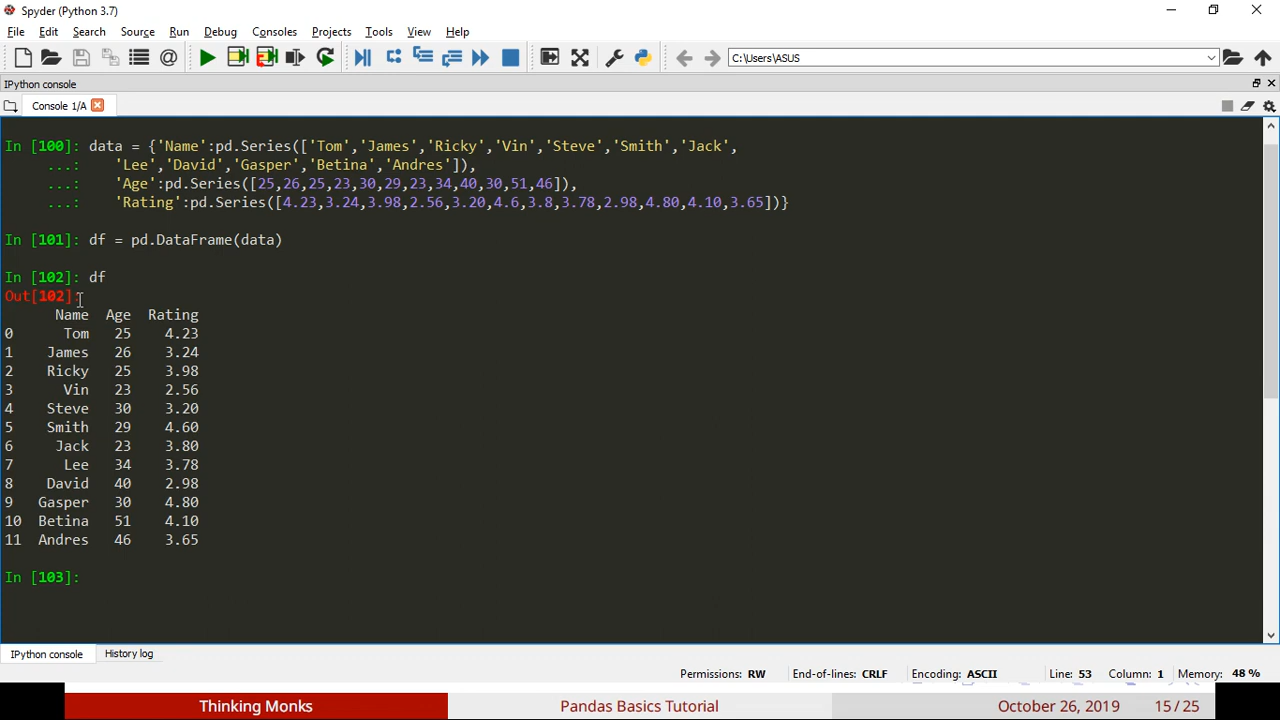 Spyder (Python 3.7)
File Edit Search Source Run Debug Consoles Projects Tools View Help
C:\Users\ASUS
IPython console
Console 1/A
In [100]: data = {'Name':pd.Series(['Tom','James','Ricky','Vin','Steve','Smith','Jack',
...: 'Lee','David','Gasper','Betina','Andres']),
...: 'Age':pd.Series([25,26,25,23,30,29,23,34,40,30,51,46]),
...: 'Rating':pd.Series([4.23,3.24,3.98,2.56,3.20,4.6,3.8,3.78,2.98,4.80,4.10,3.65])}
In [101]: df = pd.DataFrame(data)
In [102]: df
Out[102]:
Name Age Rating
0 Tom 25 4.23
1 James 26 3.24
2 Ricky 25 3.98
3 Vin 23 2.56
4 Steve 30 3.20
5 Smith 29 4.60
6 Jack 23 3.80
7 Lee 34 3.78
8 David 40 2.98
9 Gasper 30 4.80
10 Betina 51 4.10
11 Andres 46 3.65
In [103]:
IPython console History log
Permissions: RW End-of-lines: CRLF Encoding: ASCII Line: 53 Column: 1 Memory: 48 %
Thinking Monks Pandas Basics Tutorial October 26, 2019 15 / 25